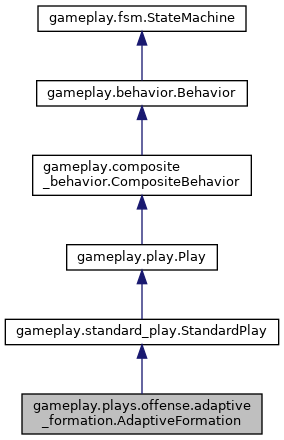 gameplay.fsm.StateMachine
gameplay.behavior.Behavior
gameplay.composite
_behavior.CompositeBehavior
gameplay.play.Play
gameplay.standard_play.StandardPlay
gameplay.plays.offense.adaptive
_formation.AdaptiveFormation